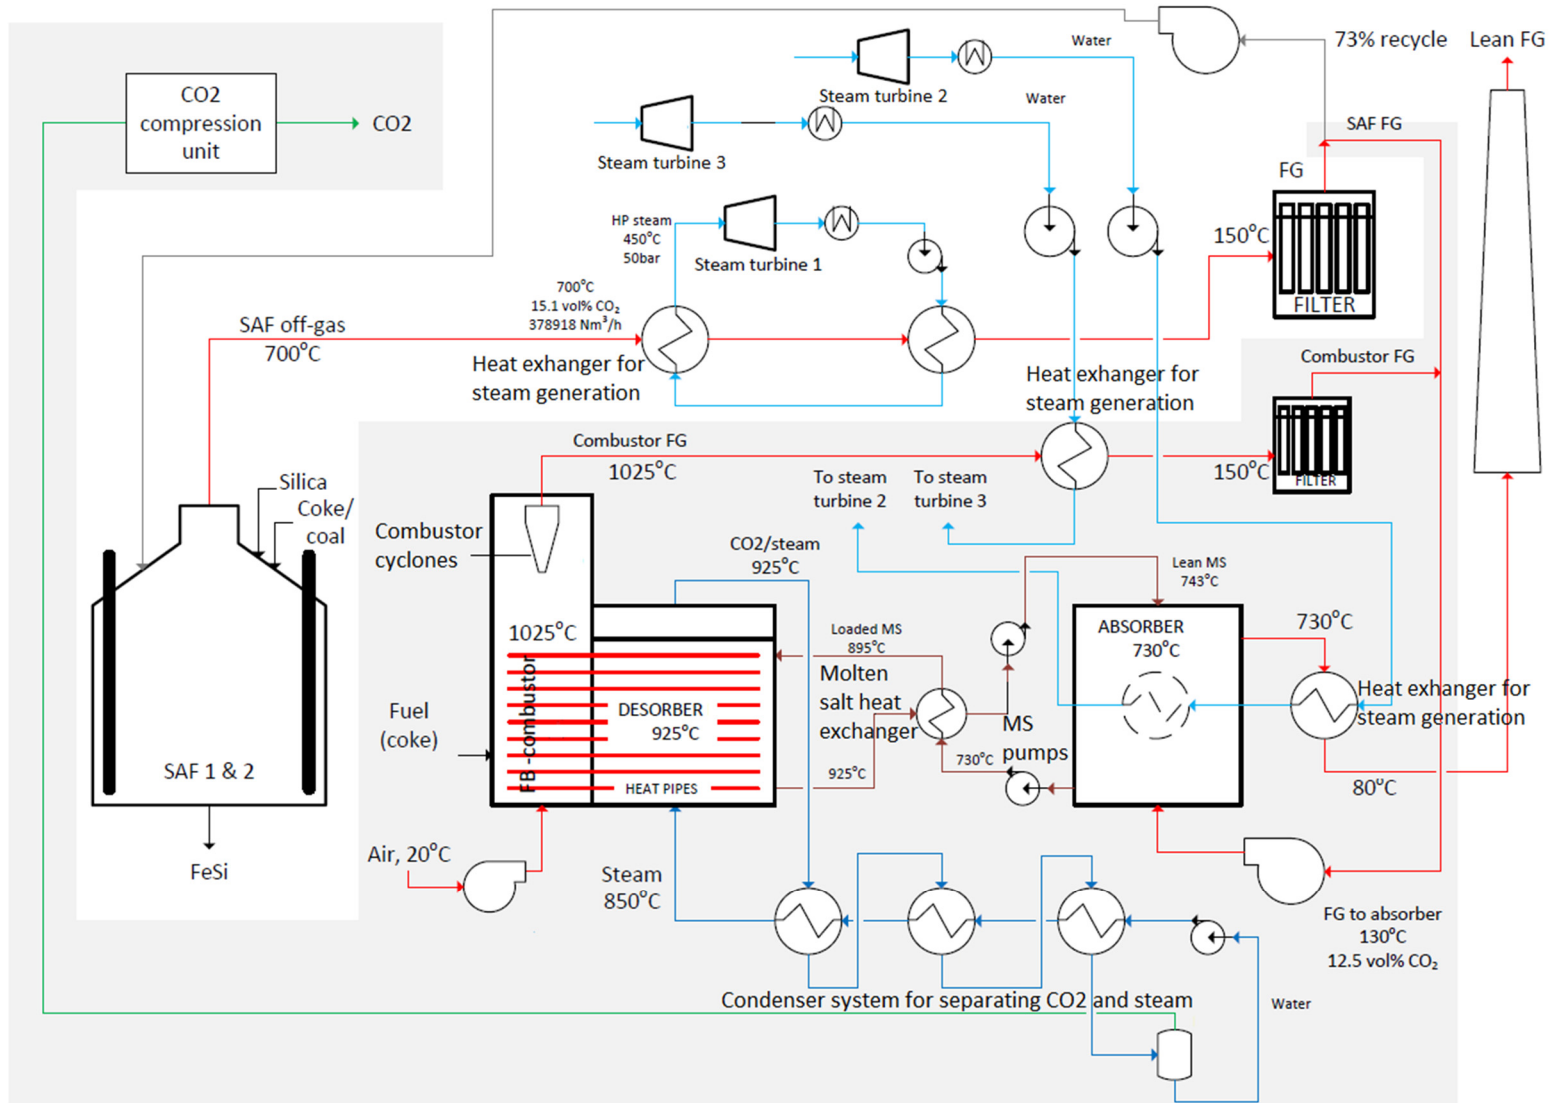 73% recycle
Lean FG
Water
CO2
compression
unit
CO2
Steam turbine 2
Water
SAF FG
Steam turbine 3
FG
HP steam
450°C
50bar
Steam turbine 1
150°C
FILTER
700°C
15.1 vol% CO₂
378918 Nm³/h
SAF off-gas
700°C
Heat exhanger for
steam generation
Heat exhanger for
steam generation
Combustor FG
Combustor FG
1025°C
150°C
FILTER
To steam
turbine 2
To steam
turbine 3
Silica
Coke/
coal
Combustor
cyclones
CO2/steam
925°C
Lean MS
743°C
1025°C
Loaded MS
895°C
ABSORBER
730°C
730°C
Molten
salt heat
exchanger
FB -combustor
DESORBER
925°C
HEAT PIPES
Fuel
(coke)
MS
pumps
Heat exhanger for
steam generation
925°C
730°C
80°C
SAF 1 & 2
FeSi
Air, 20°C
Steam
850°C
FG to absorber
130°C
12.5 vol% CO₂
Condenser system for separating CO2 and steam
Water